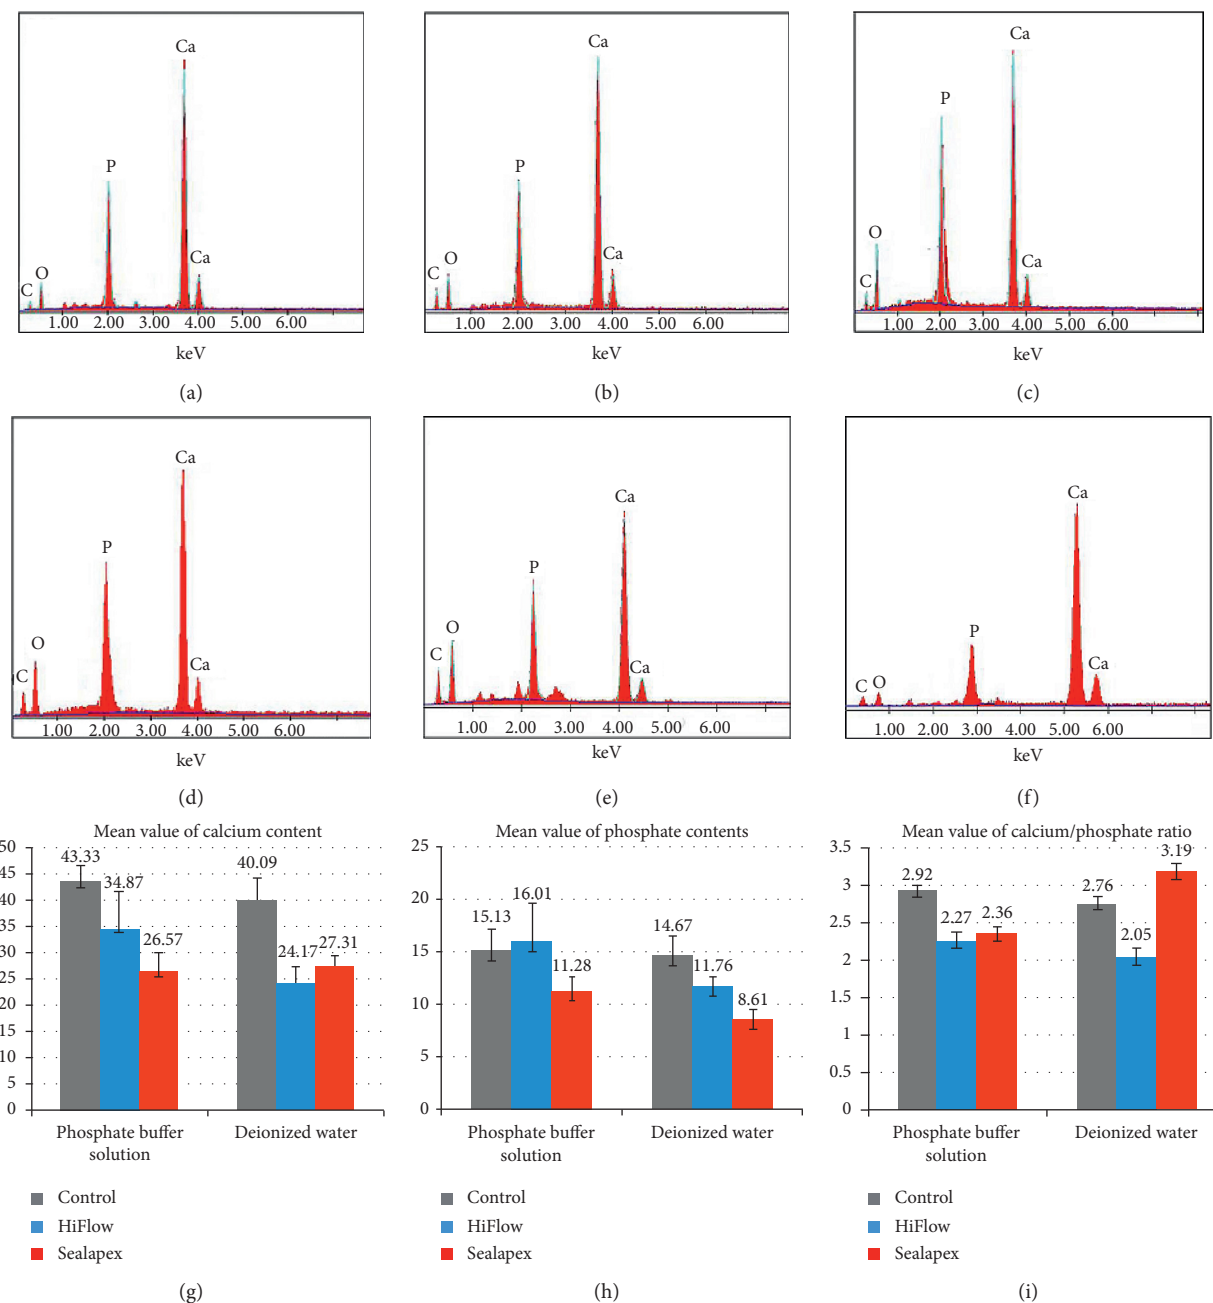 Ca
P
Ca
O
C
1.00 2.00 3.00 4.00 5.00 6.00
keV
(a)
Ca
P
Ca
O
C
1.00 2.00 3.00 4.00 5.00 6.00
keV
(b)
Ca
P
O
Ca
C
1.00 2.00 3.00 4.00 5.00 6.00
keV
(c)
Ca
P
O
Ca
C
1.00 2.00 3.00 4.00 5.00 6.00
keV
(d)
Ca
P
O
C
Ca
1.00 2.00 3.00 4.00 5.00 6.00
keV
(e)
Ca
P
Ca
C O
1.00 2.00 3.00 4.00 5.00 6.00
keV
(f)
Mean value of calcium content
50
45
40
35
30
25
20
15
10
5
0
43.33
34.87
26.57
40.09
24.17
27.31
Phosphate buffer
solution
Deionized water
Control
HiFlow
Sealapex
(g)
Mean value of phosphate contents
25
20
15
10
5
0
15.13
16.01
11.28
14.67
11.76
8.61
Phosphate buffer
solution
Deionized water
Control
HiFlow
Sealapex
(h)
Mean value of calcium/phosphate ratio
3.5
3
2.5
2
1.5
1
0.5
0
2.92
2.27
2.36
2.76
2.05
3.19
Phosphate buffer
solution
Deionized water
Control
HiFlow
Sealapex
(i)